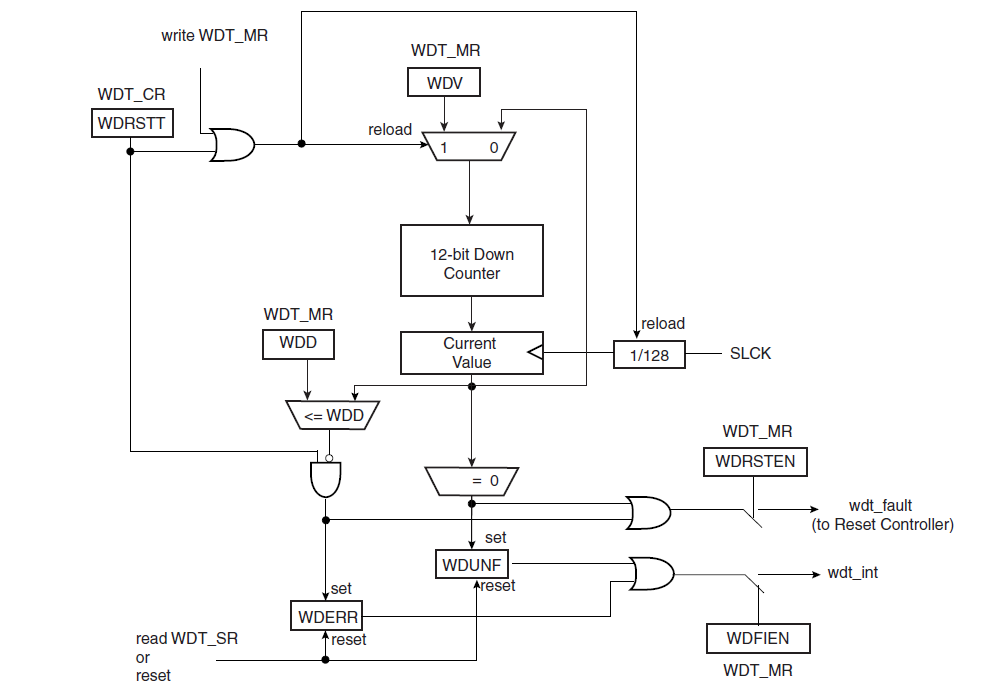 write WDT_MR
WDT_MR
WDV
WDT_CR
WDRSTT
reload
1 0
12-bit Down
Counter
WDT_MR
WDD
Current
Value
reload
1/128
SLCK
<= WDD
WDT_MR
WDRSTEN
= 0
wdt_fault
(to Reset Controller)
set
WDUNF
reset
wdt_int
set
WDERR
reset
WDFIEN
WDT_MR
read WDT_SR
or
reset